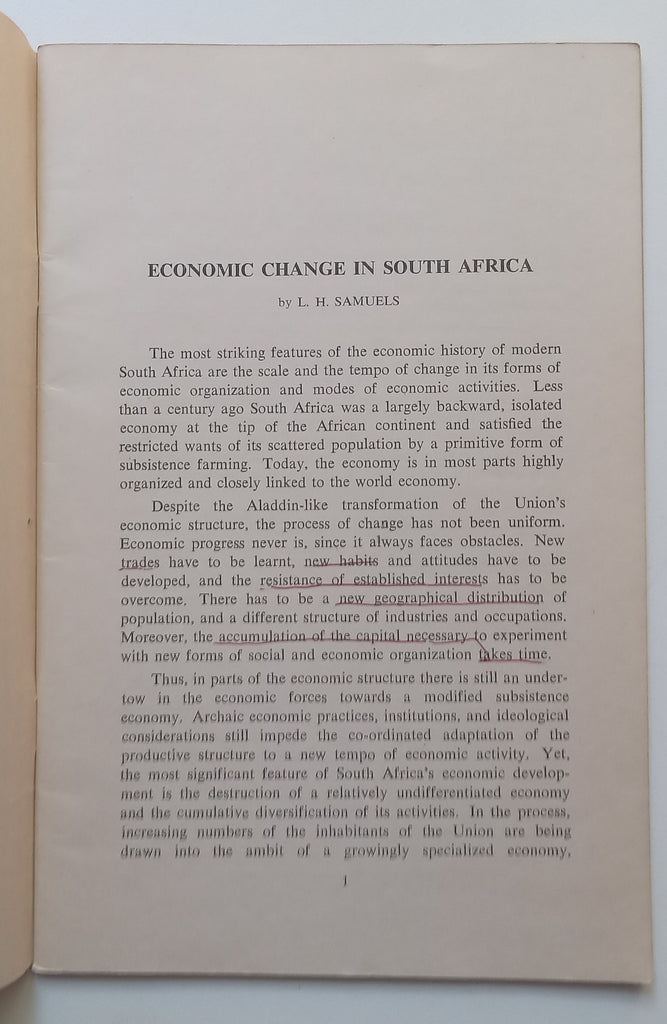 ECONOMIC CHANGE IN SOUTH AFRICA
by L. H. SAMUELS
The most striking features of the economic history of modern
South Africa are the scale and the tempo of change in its forms of
economic organization and modes of economic activities. Less
than a century ago South Africa was a largely backward, isolated
economy at the tip of the African continent and satisfied the
restricted wants of its scattered population by a primitive form of
subsistence farming. Today, the economy is in most parts highly
organized and closely linked to the world economy.
Despite the Aladdin-like transformation of the Union's
economic structure, the process of change has not been uniform.
Economic progress never is, since it always faces obstacles. New
trades have to be learnt, new habits and attitudes have to be
developed, and the resistance of established interests has to be
overcome. There has to be a new geographical distribution of
population, and a different structure of industries and occupations.
Moreover, the accumulation of the capital necessary to experiment
with new forms of social and economic organization takes time.
Thus, in parts of the economic structure there is still an under-
tow in the economic forces towards a modified subsistence
economy. Archaic economic practices, institutions, and ideological
considerations still impede the co-ordinated adaptation of the
productive structure to a new tempo of economic activity. Yet,
the most significant feature of South Africa's economic develop-
ment is the destruction of a relatively undifferentiated economy
and the cumulative diversification of its activities. In the process,
increasing numbers of the inhabitants of the Union are being
drawn into the ambit of a growingly specialized economy,
1